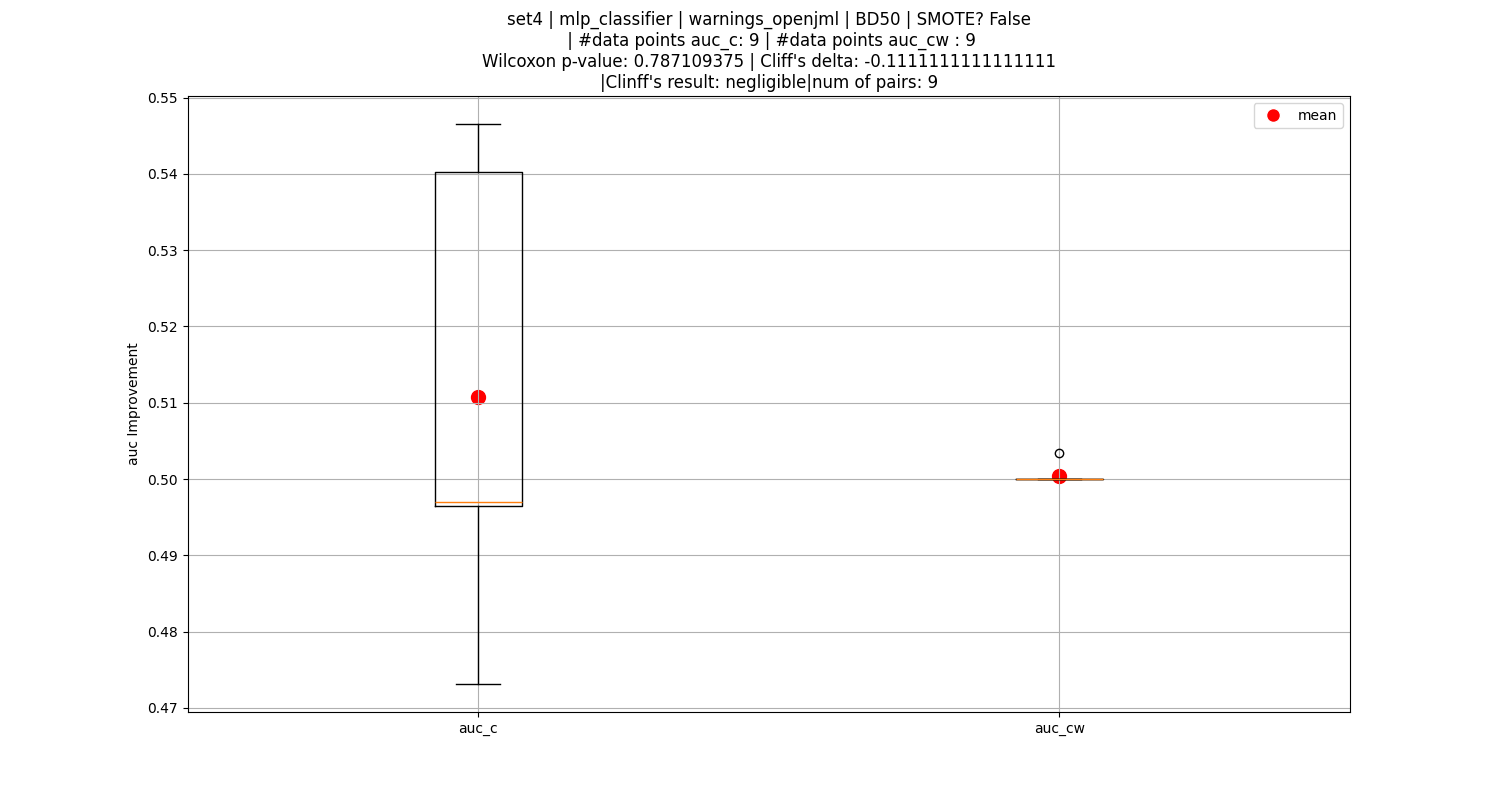 set4 | mlp_classifier | warnings_openjml | BD50 | SMOTE? False
| #data points auc_c: 9 | #data points auc_cw : 9
Wilcoxon p-value: 0.787109375 | Cliff's delta: -0.1111111111111111
|Clinff's result: negligible|num of pairs: 9
mean
0.55
0.54
0.53
0.52
0.51
0.50
0.49
0.48
0.47
auc Improvement
auc_c
auc_cw